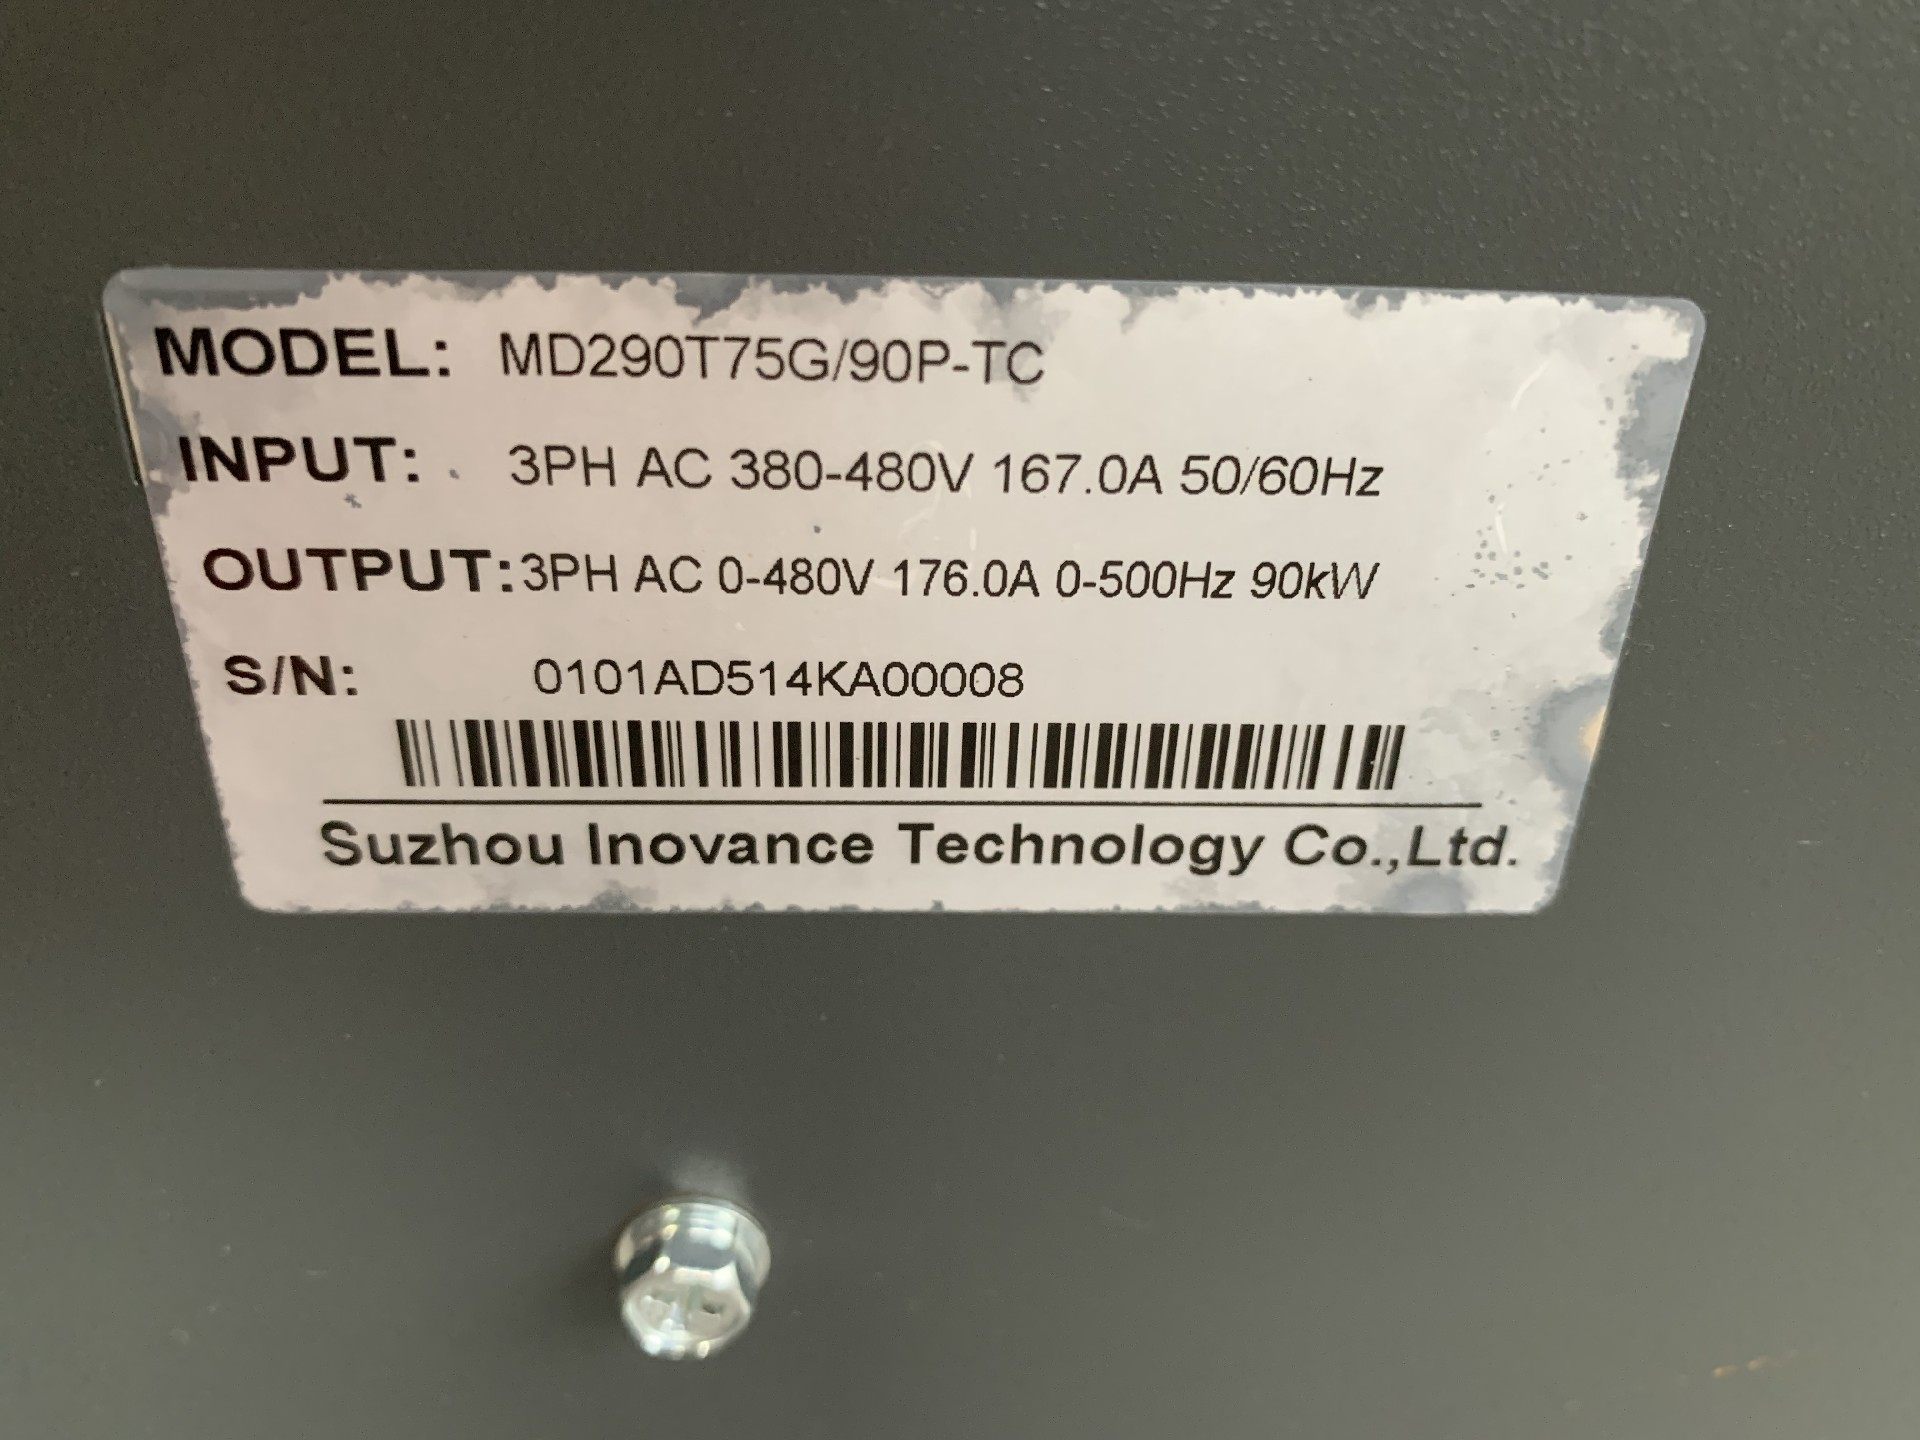 MODEL: MD290T75G/90P-TC
INPUT: 3PH AC 380-480V 167.0A 50/60Hz
OUTPUT: 3PH AC 0-480V 176.0A 0-500Hz 90kW
S/N: 0101AD514KA00008
Suzhou Inovance Technology Co.,Ltd.